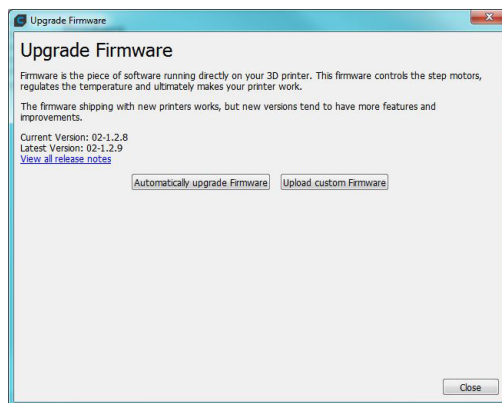 Upgrade Firmware
Upgrade Firmware
Firmware is the piece of software running directly on your 3D printer. This firmware controls the step motors,
regulates the temperature and ultimately makes your printer work.
The firmware shipping with new printers works, but new versions tend to have more features and
improvements.
Current Version: 02-1.2.8
Latest Version: 02-1.2.9
View all release notes
Automatically upgrade Firmware Upload custom Firmware
Close